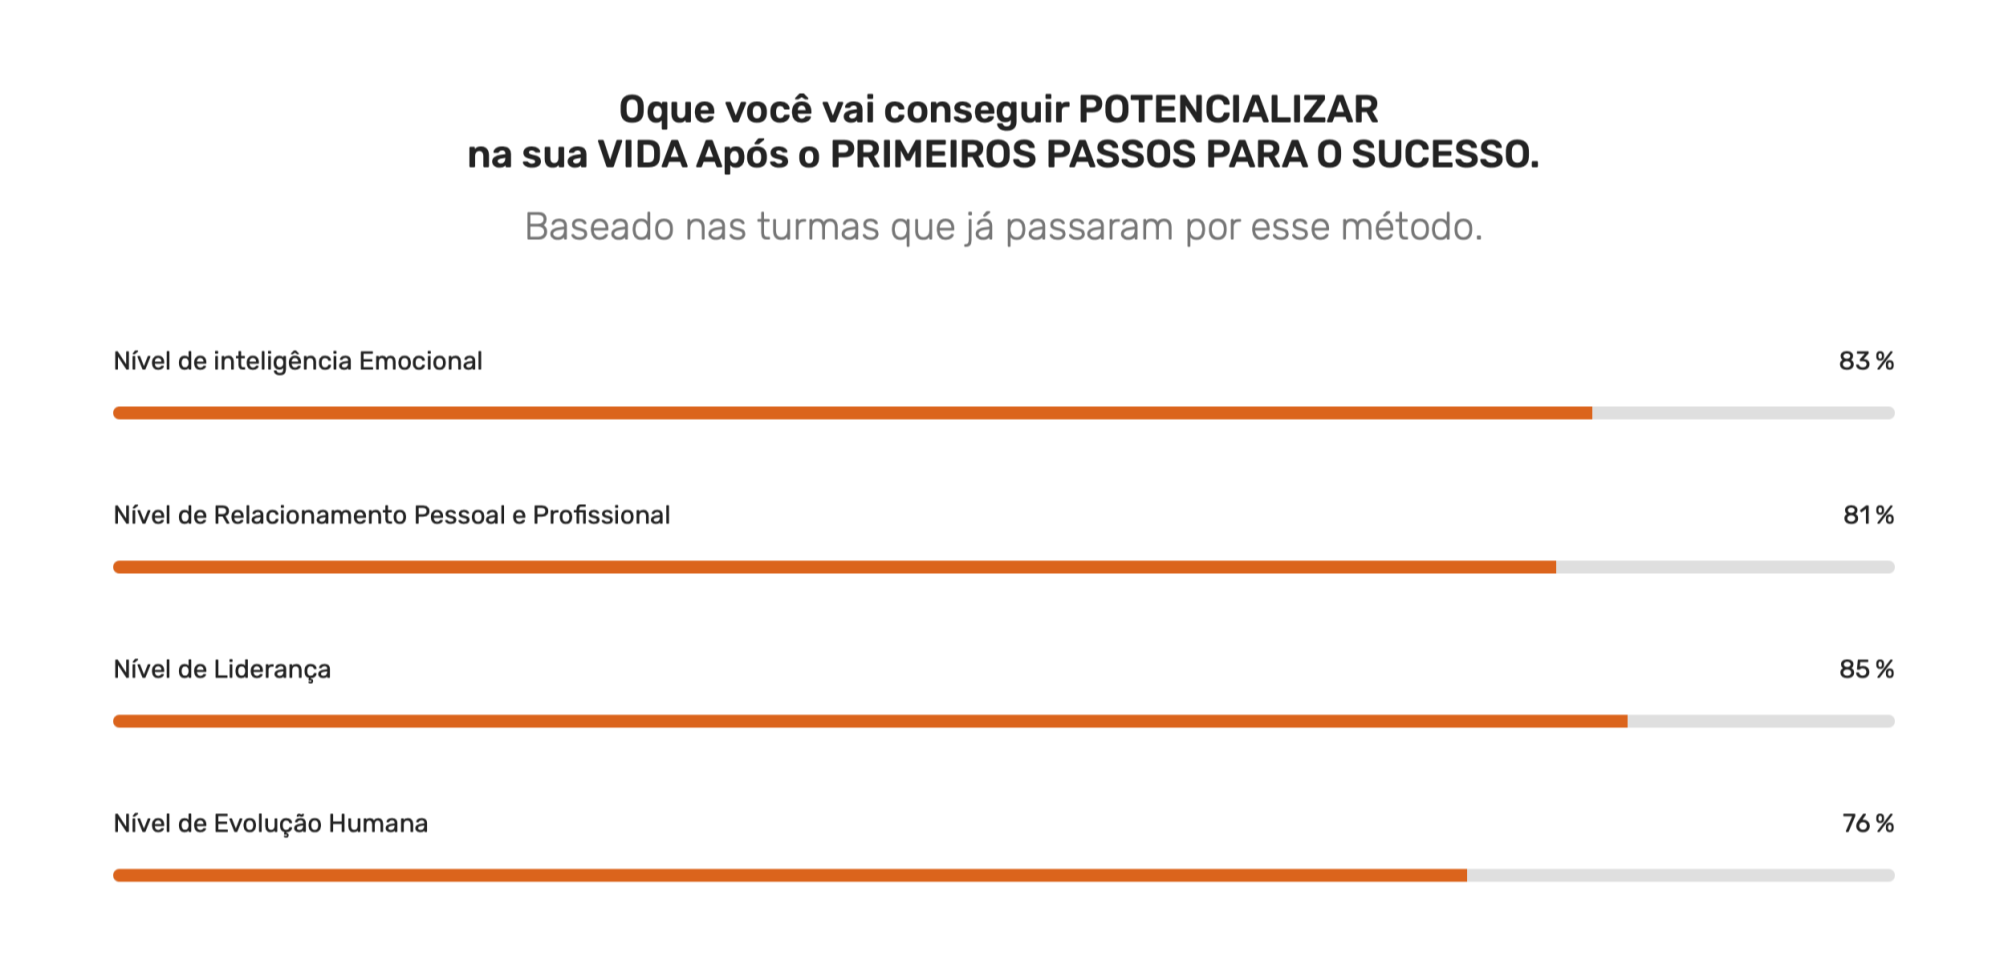 Oque você vai conseguir POTENCIALIZAR
na sua VIDA Após o PRIMEIROS PASSOS PARA O SUCESSO.
Baseado nas turmas que já passaram por esse método.
Nível de inteligência Emocional 83 %
Nível de Relacionamento Pessoal e Profissional 81 %
Nível de Liderança 85 %
Nível de Evolução Humana 76 %